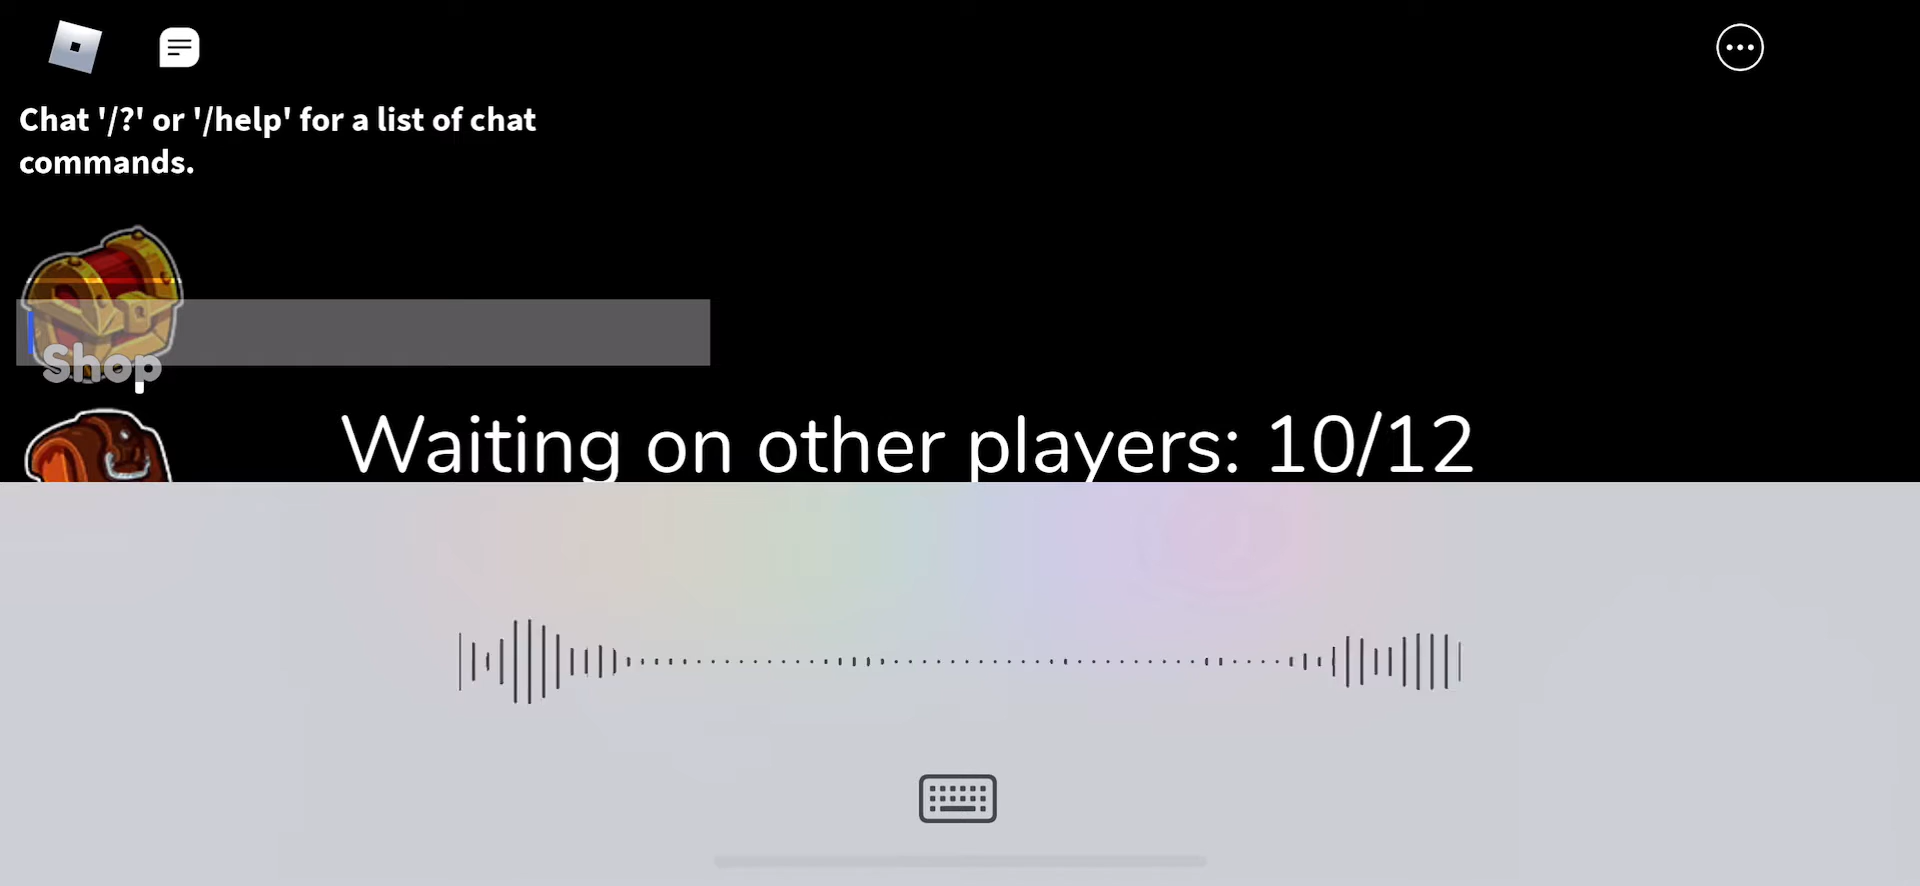 Chat '/?' or '/help' for a list of chat
commands.
Shop
Waiting on other players: 10/12